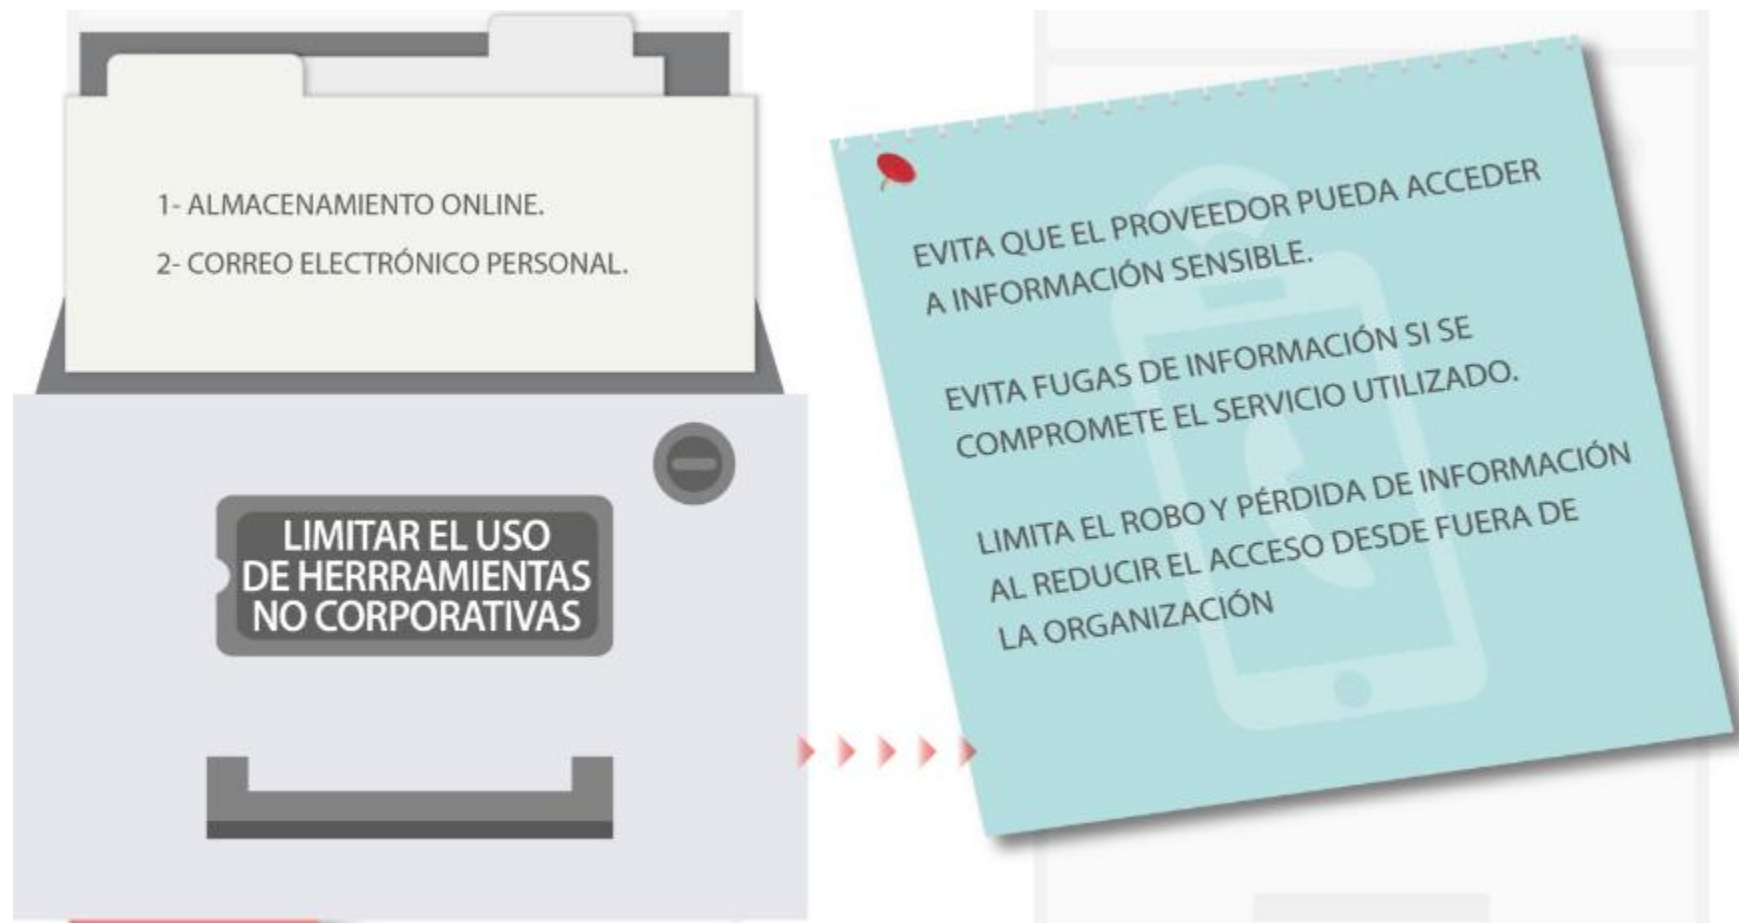 1- ALMACENAMIENTO ONLINE.
2- CORREO ELECTRÓNICO PERSONAL.
LIMITAR EL USO
DE HERRRAMIENTAS
NO CORPORATIVAS
EVITA QUE EL PROVEEDOR PUEDA ACCEDER
A INFORMACIÓN SENSIBLE.
EVITA FUGAS DE INFORMACIÓN SI SE
COMPROMETE EL SERVICIO UTILIZADO.
LIMITA EL ROBO Y PÉRDIDA DE INFORMACIÓN
AL REDUCIR EL ACCESO DESDE FUERA DE
LA ORGANIZACIÓN